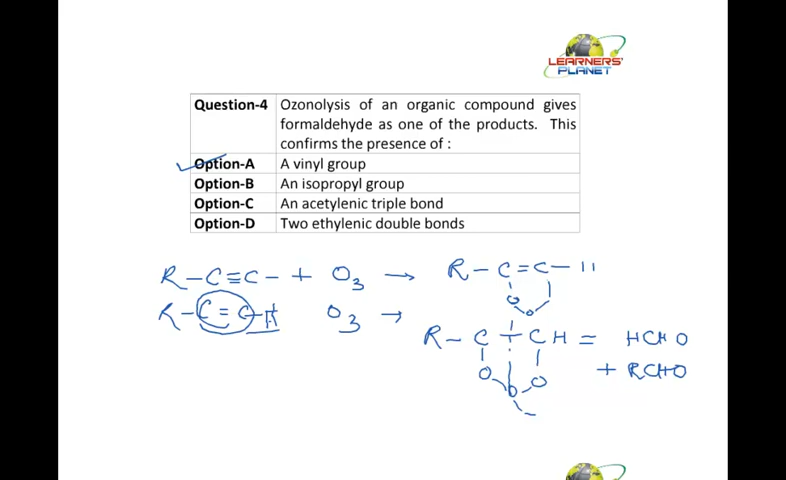 LEARNERS'
PLANET
Question-4 Ozonolysis of an organic compound gives
formaldehyde as one of the products. This
confirms the presence of :
Option-A A vinyl group
Option-B An isopropyl group
Option-C An acetylenic triple bond
Option-D Two ethylenic double bonds
R - C ≡ C - + O3 → R - C = C -
R - C = C - H O3 →
R - C CH = HCHO
+ RCHO